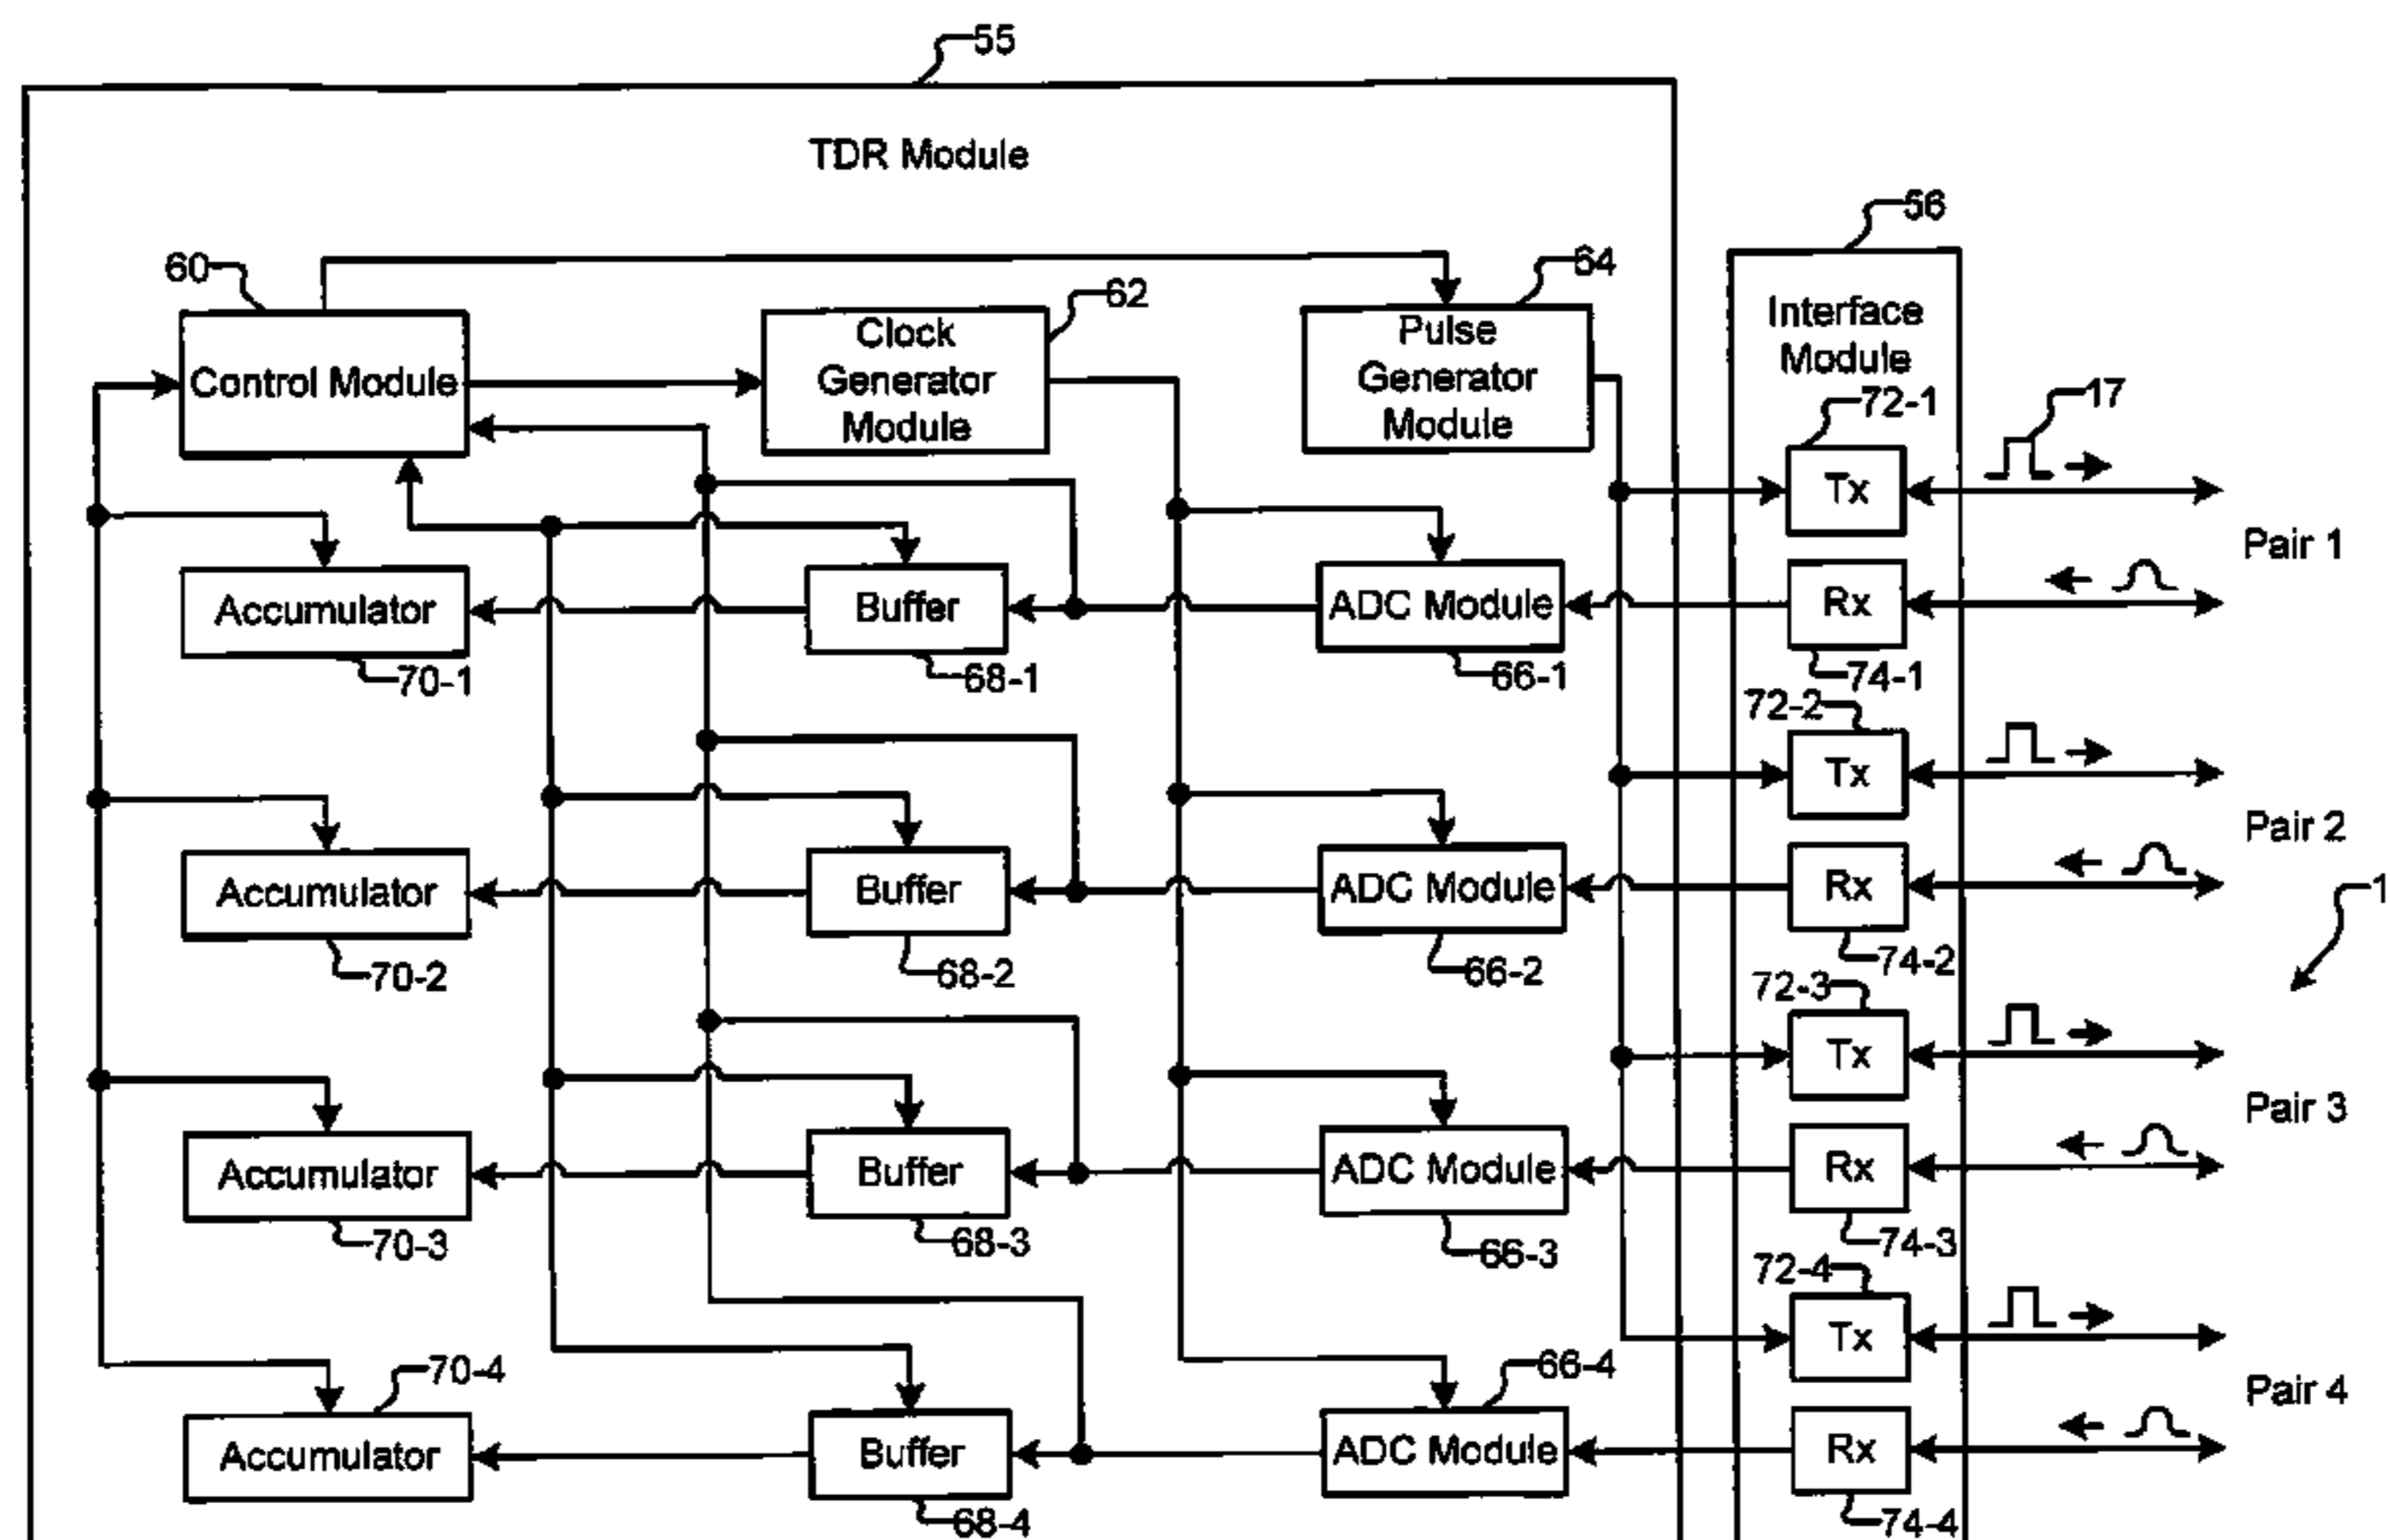 55
TDR Module
56
60
62
64
Control Module
Clock
Generator
Module
Pulse
Generator
Module
Interface
Module
72-1
17
Tx
Pair 1
Accumulator
Buffer
ADC Module
Rx
70-1
68-1
66-1
74-1
72-2
Tx
Pair 2
Accumulator
Buffer
ADC Module
Rx
1
70-2
68-2
66-2
74-2
72-3
Tx
Pair 3
Accumulator
Buffer
ADC Module
Rx
70-3
68-3
66-3
74-3
72-4
Tx
70-4
66-4
Pair 4
Accumulator
Buffer
ADC Module
Rx
68-4
74-4